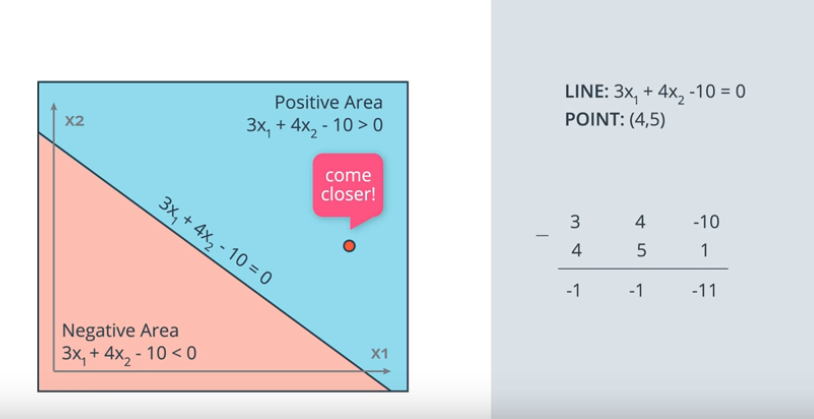 Positive Area
3x₁ + 4x₂ - 10 > 0
X2
come
closer!
3x₁ + 4x₂ - 10 = 0
Negative Area
3x₁ + 4x₂ - 10 < 0
X1
LINE: 3x₁ + 4x₂ -10 = 0
POINT: (4,5)
3 4 -10
— 4 5 1
-1 -1 -11